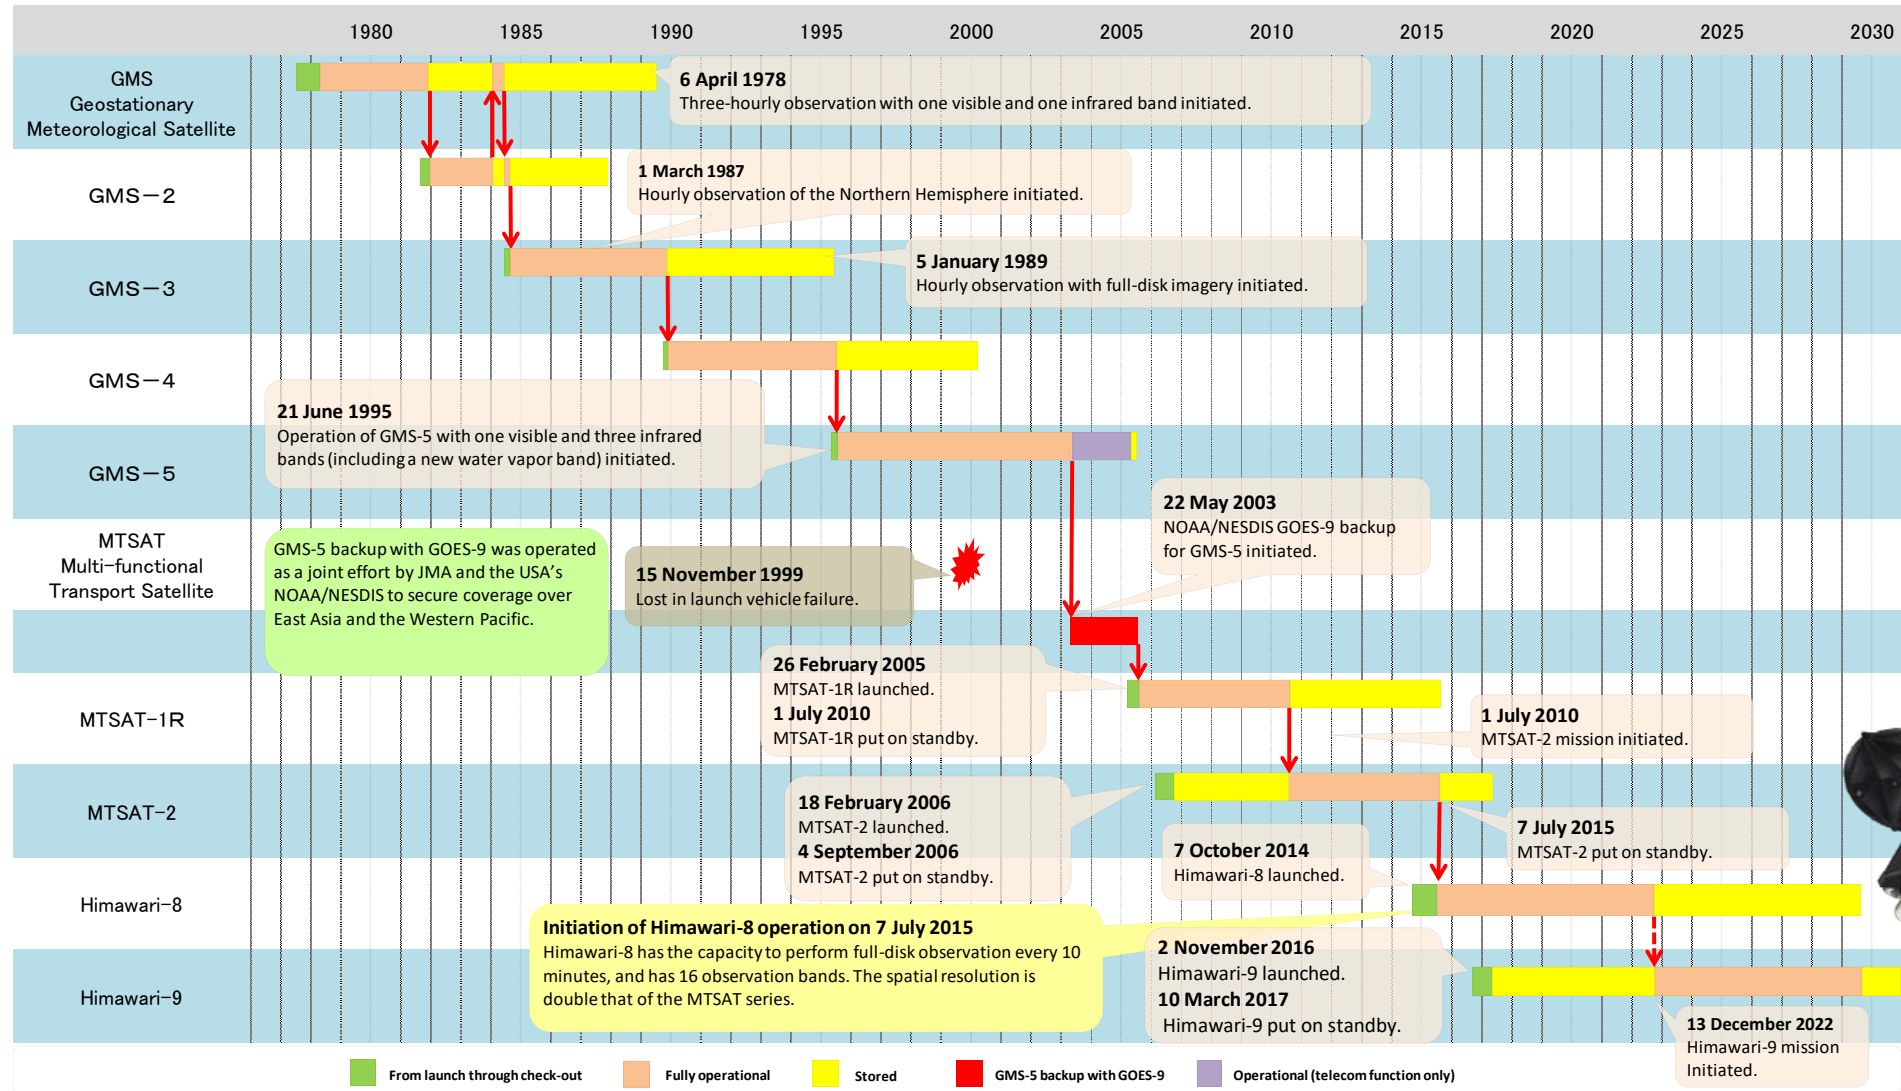 1980 1985 1990 1995 2000 2005 2010 2015 2020 2025 2030
GMS
Geostationary
Meteorological Satellite
6 April 1978
Three-hourly observation with one visible and one infrared band initiated.
GMS－2
1 March 1987
Hourly observation of the Northern Hemisphere initiated.
GMS－3
5 January 1989
Hourly observation with full-disk imagery initiated.
GMS－4
21 June 1995
Operation of GMS-5 with one visible and three infrared
bands (including a new water vapor band) initiated.
GMS－5
22 May 2003
NOAA/NESDIS GOES-9 backup
for GMS-5 initiated.
MTSAT
Multi-functional
Transport Satellite
GMS-5 backup with GOES-9 was operated
as a joint effort by JMA and the USA's
NOAA/NESDIS to secure coverage over
East Asia and the Western Pacific.
15 November 1999
Lost in launch vehicle failure.
26 February 2005
MTSAT-1R launched.
1 July 2010
MTSAT-1R put on standby.
MTSAT-1R
1 July 2010
MTSAT-2 mission initiated.
MTSAT-2
18 February 2006
MTSAT-2 launched.
4 September 2006
MTSAT-2 put on standby.
7 July 2015
MTSAT-2 put on standby.
7 October 2014
Himawari-8 launched.
Himawari-8
Initiation of Himawari-8 operation on 7 July 2015
Himawari-8 has the capacity to perform full-disk observation every 10
minutes, and has 16 observation bands. The spatial resolution is
double that of the MTSAT series.
2 November 2016
Himawari-9 launched.
10 March 2017
Himawari-9 put on standby.
Himawari-9
13 December 2022
Himawari-9 mission
Initiated.
From launch through check-out
Fully operational
Stored
GMS-5 backup with GOES-9
Operational (telecom function only)